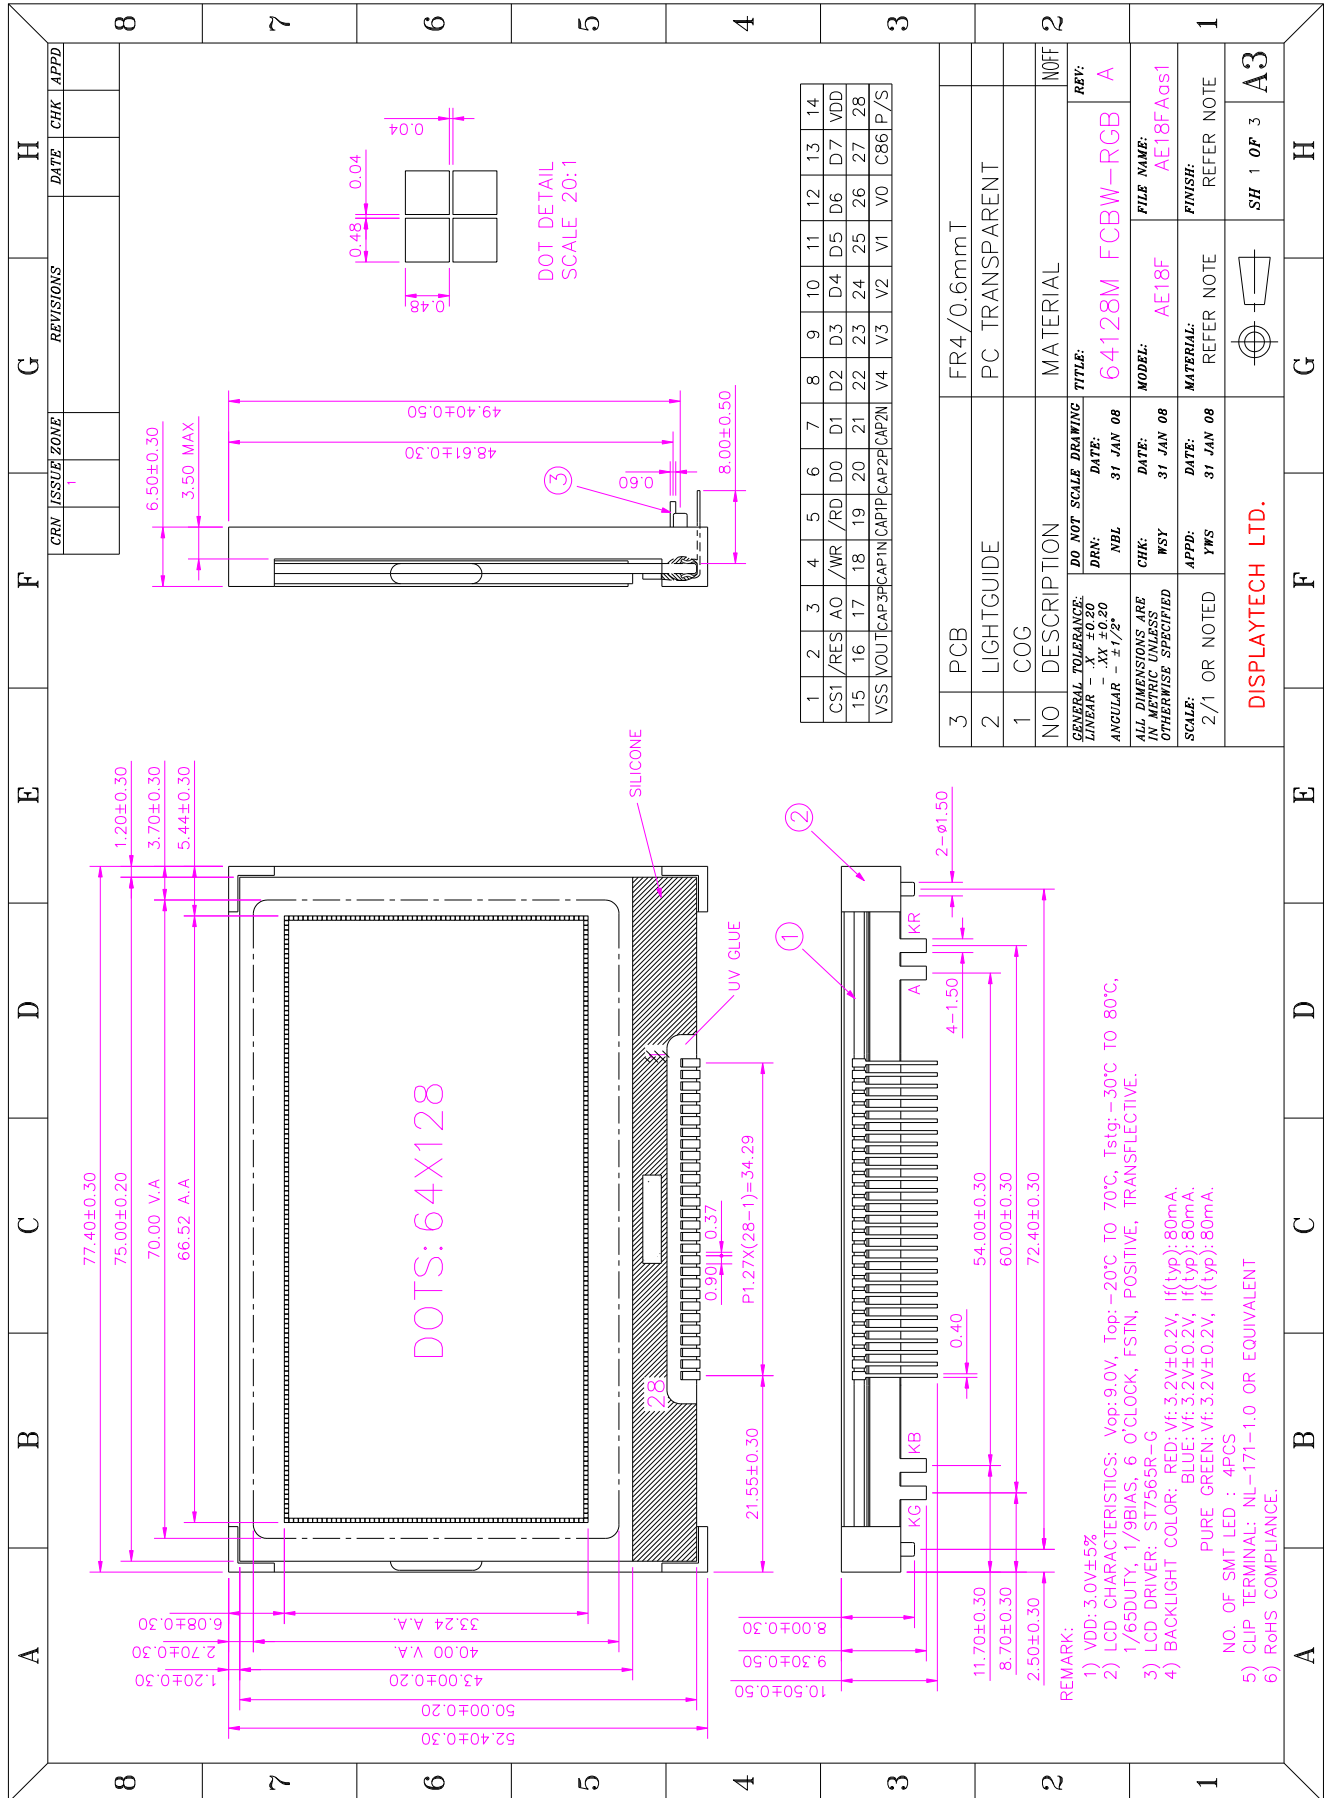 CRN ISSUE ZONE REVISIONS DATE CHK APPD
1
8 7 6 5 4 3 2 1
H G F E D C B A
77.40±0.30
75.00±0.20
70.00 V.A
66.52 A.A
1.20±0.30
3.70±0.30
5.44±0.30
6.50±0.30
3.50 MAX
49.40±0.50
48.61±0.30
0.60
8.00±0.50
3
0.48
0.04
0.48
0.04
DOT DETAIL
SCALE 20:1
DOTS: 64X128
SILICONE
UV GLUE
1
28
0.90
0.37
P1.27X(28-1)=34.29
21.55±0.30
6.08±0.30
33.24 A.A.
2.70±0.30
40.00 V.A.
1.20±0.30
43.00±0.20
50.00±0.20
52.40±0.30
1
2
KG
KB
A
KR
2-ø1.50
4-1.50
0.40
54.00±0.30
60.00±0.30
72.40±0.30
11.70±0.30
8.70±0.30
2.50±0.30
8.00±0.30
9.30±0.50
10.50±0.50
1 2 3 4 5 6 7 8 9 10 11 12 13 14
CS1 /RES AO /WR /RD D0 D1 D2 D3 D4 D5 D6 D7 VDD
15 16 17 18 19 20 21 22 23 24 25 26 27 28
VSS VOUT CAP3P CAP1N CAP1P CAP2P CAP2N V4 V3 V2 V1 V0 C86 P/S
3 PCB FR4/0.6mmT
2 LIGHTGUIDE PC TRANSPARENT
1 COG
NO DESCRIPTION MATERIAL NOFF
GENERAL TOLERANCE:
LINEAR - .X ±0.20
- .XX ±0.20
ANGULAR - ±1/2°
ALL DIMENSIONS ARE
IN METRIC UNLESS
OTHERWISE SPECIFIED
SCALE:
2/1 OR NOTED
DO NOT SCALE DRAWING
DRN: DATE:
NBL 31 JAN 08
CHK: DATE:
WSY 31 JAN 08
APPD: DATE:
YWS 31 JAN 08
TITLE:
64128M FCBW-RGB
REV:
A
MODEL:
AE18F
FILE NAME:
AE18FAas1
MATERIAL:
REFER NOTE
FINISH:
REFER NOTE
DISPLAYTECH LTD.
SH 1 OF 3
A3
REMARK:
1) VDD: 3.0V±5%
2) LCD CHARACTERISTICS: Vop: 9.0V, Top: -20°C TO 70°C, Tstg: -30°C TO 80°C,
1/65DUTY, 1/9BIAS, 6 O'CLOCK, FSTN, POSITIVE, TRANSFLECTIVE.
3) LCD DRIVER: ST7565R-G
4) BACKLIGHT COLOR: RED: Vf: 3.2V±0.2V, If(typ): 80mA.
BLUE: Vf: 3.2V±0.2V, If(typ): 80mA.
PURE GREEN: Vf: 3.2V±0.2V, If(typ): 80mA.
NO. OF SMT LED : 4PCS
5) CLIP TERMINAL: NL-171-1.0 OR EQUIVALENT
6) RoHS COMPLIANCE.
A B C D E F G H
8 7 6 5 4 3 2 1